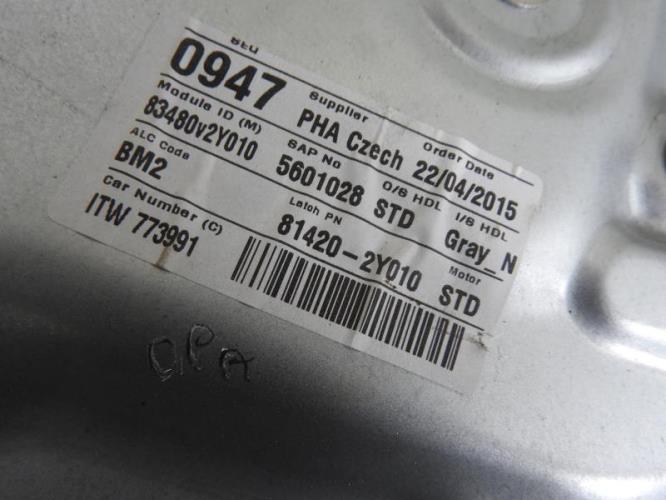 SEQ
0947
Supplier
PHA Czech
Order Date
22/04/2015
Module ID (M)
83480v2Y010
SAP No
5601028
O/S HDL
STD
I/S HDL
Gray_N
ALC Code
BM2
Latch PN
81420-2Y010
Motor
STD
Car Number (C)
ITW 773991